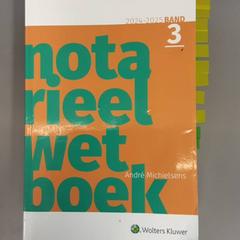 2024-2025 BAND
3
nota
rieel
wet
André Michielsens
boek
Wolters Kluwer